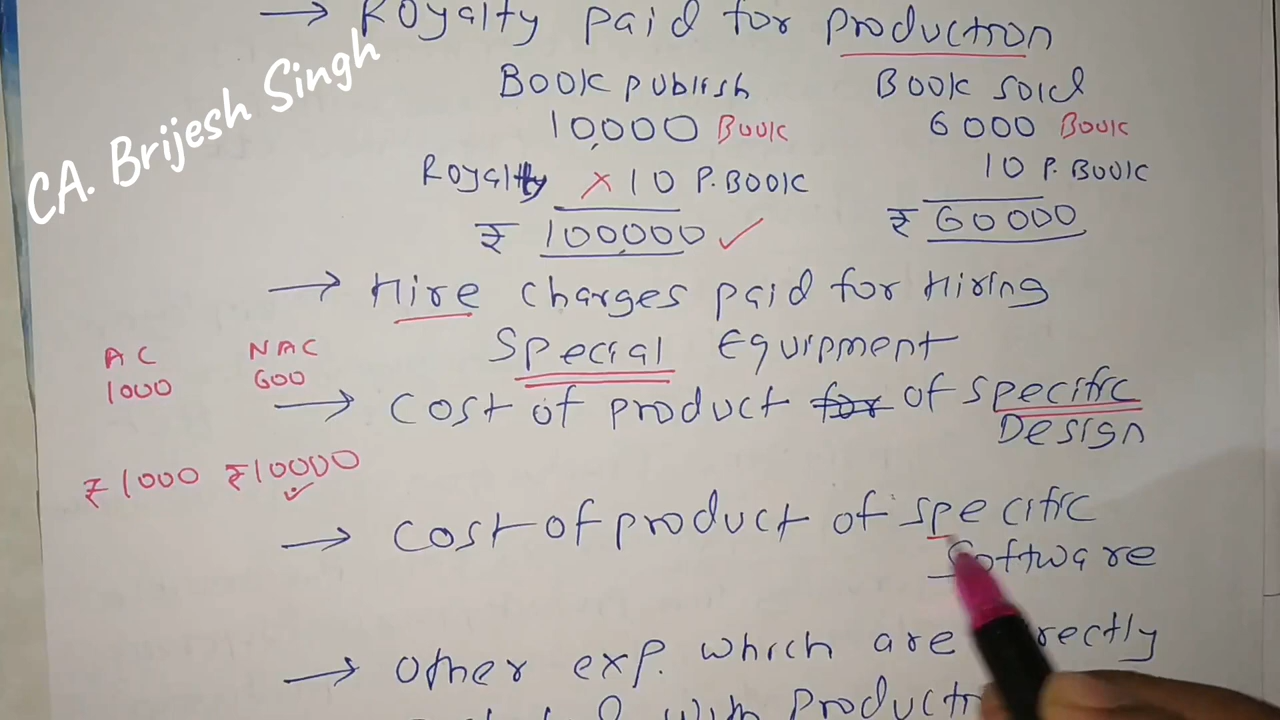 → Royalty paid for production
CA. Brijesh Singh
Book publish Book sold
10,000 Book 6000 Book
Royalty × 10 P. Book 10 P. Book
₹ 100,000 ✓ ₹ 60000
→ Hire charges paid for Hiring
Special Equipment
AC NAC
1000 600
→ Cost of product for of specific
Design
₹ 1000 ₹ 10000 ✓
→ Cost of product of specific
Software
→ Other exp. which are
with